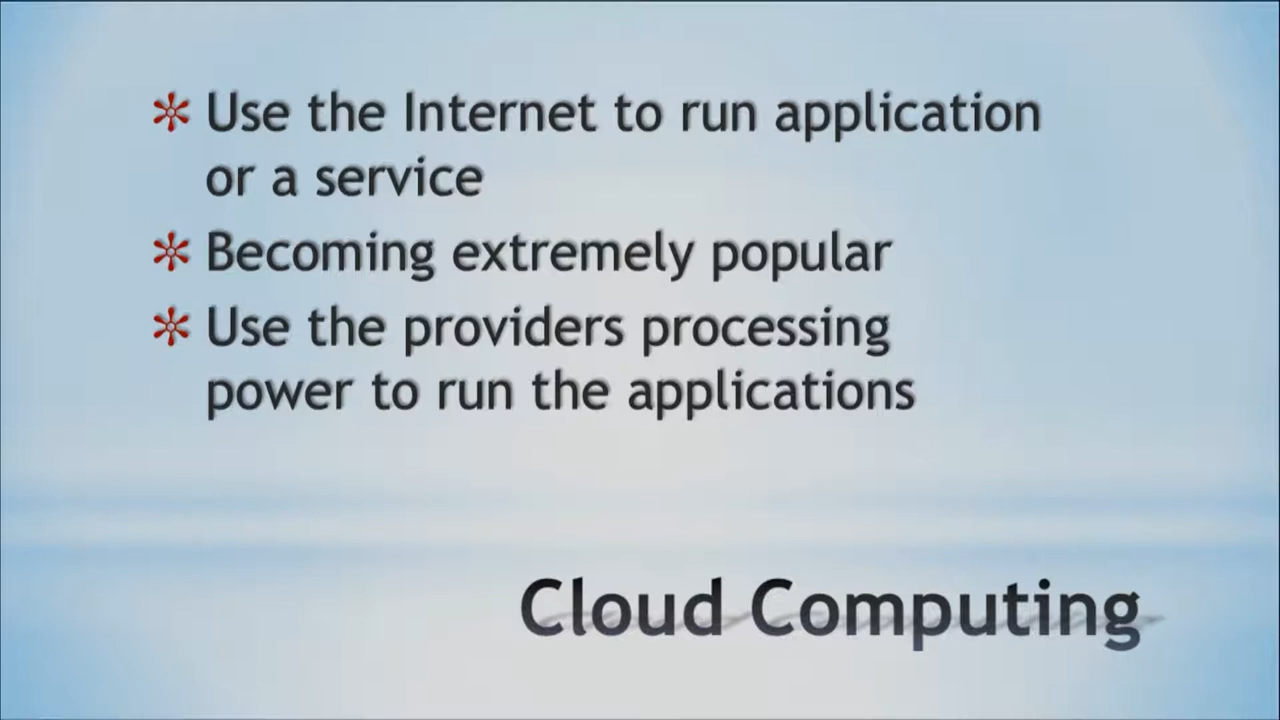 Use the Internet to run application
or a service
Becoming extremely popular
Use the providers processing
power to run the applications
Cloud Computing